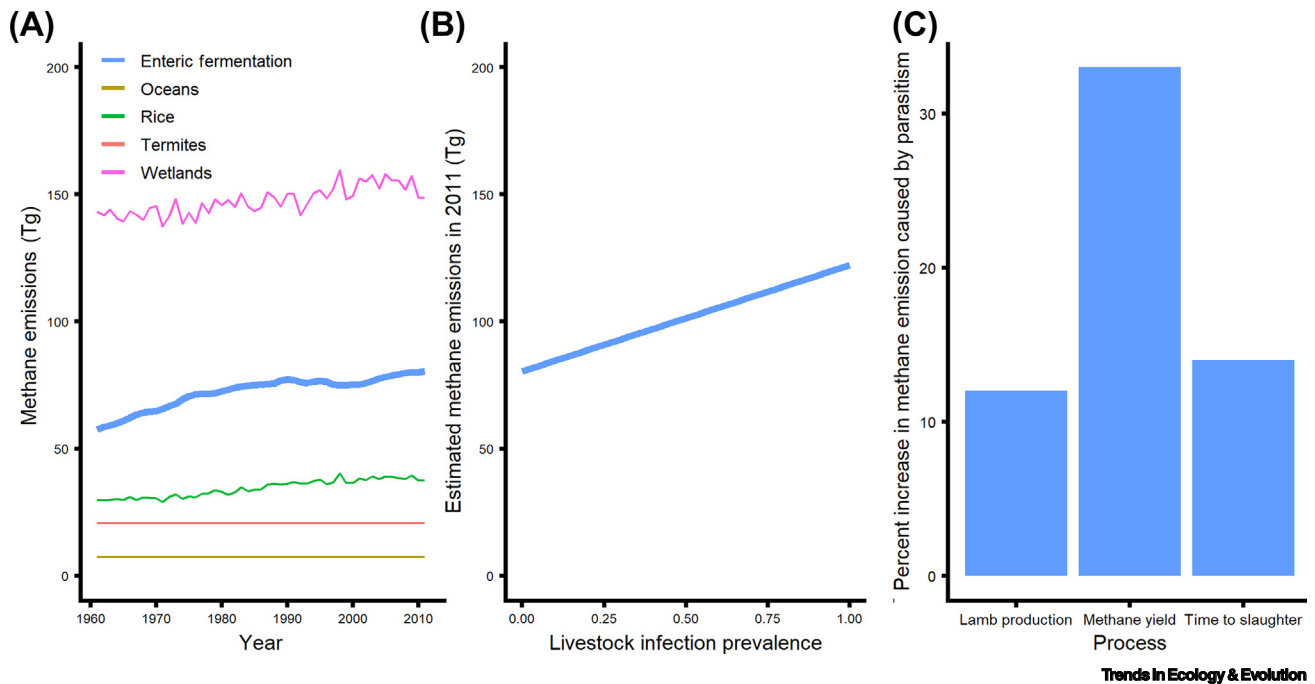 (A)
Enteric fermentation
Oceans
Rice
Termites
Wetlands
Methane emissions (Tg)
200
150
100
50
0
1960
1970
1980
1990
2000
2010
Year
(B)
Estimated methane emissions in 2011 (Tg)
200
150
100
50
0
0.00
0.25
0.50
0.75
1.00
Livestock infection prevalence
(C)
Percent increase in methane emission caused by parasitism
30
20
10
0
Lamb production
Methane yield
Time to slaughter
Process
Trends in Ecology & Evolution